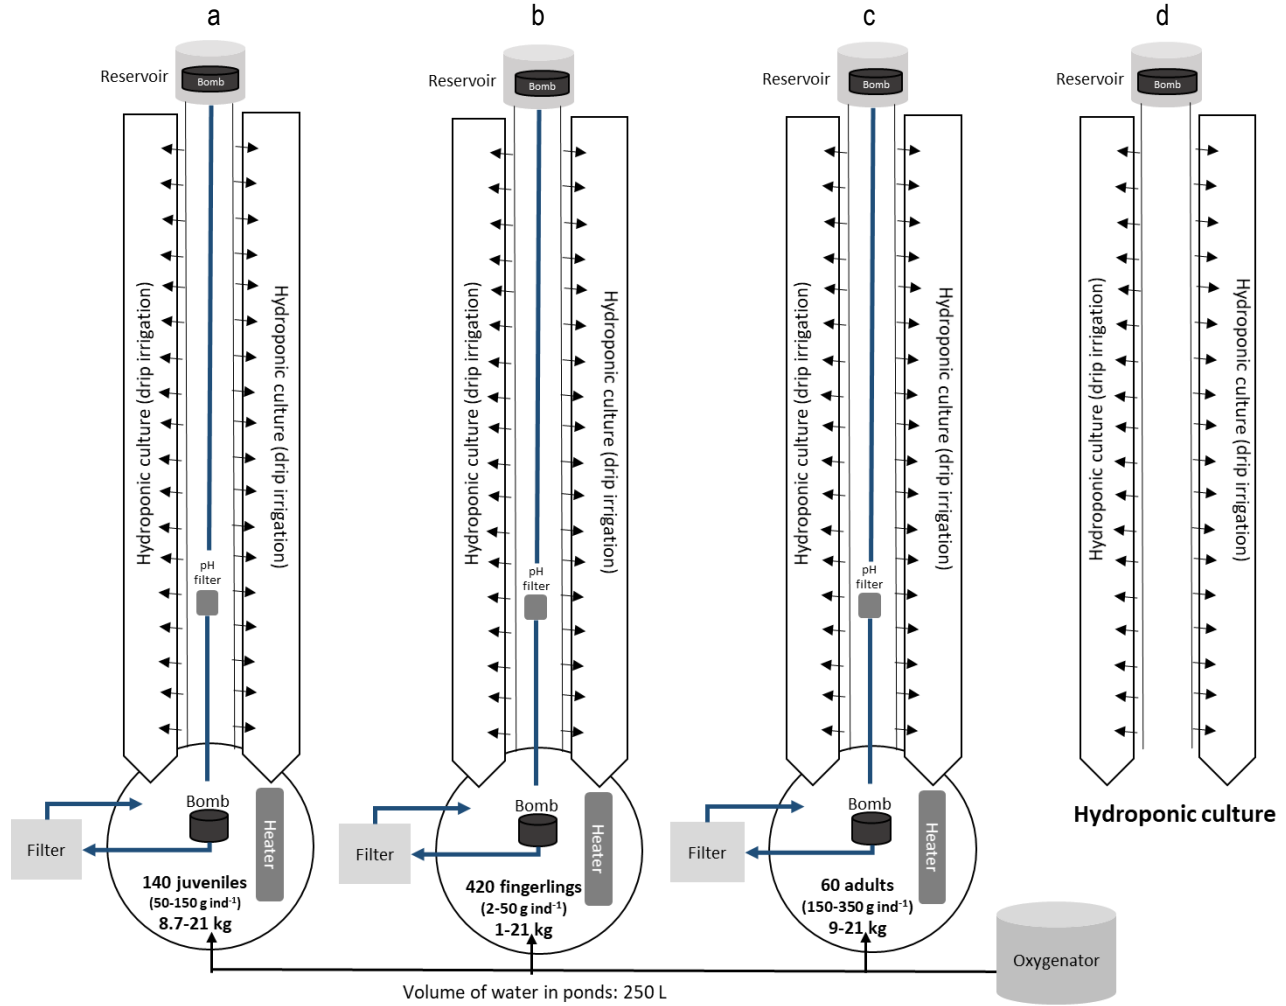 a
b
c
d
Reservoir
Bomb
Reservoir
Bomb
Reservoir
Bomb
Reservoir
Bomb
Hydroponic culture (drip irrigation)
Hydroponic culture (drip irrigation)
Hydroponic culture (drip irrigation)
Hydroponic culture (drip irrigation)
Hydroponic culture (drip irrigation)
Hydroponic culture (drip irrigation)
Hydroponic culture (drip irrigation)
Hydroponic culture (drip irrigation)
pH
filter
pH
filter
pH
filter
Bomb
Heater
Filter
140 juveniles
(50-150 g ind⁻¹)
8.7-21 kg
Bomb
Heater
Filter
420 fingerlings
(2-50 g ind⁻¹)
1-21 kg
Bomb
Heater
Filter
60 adults
(150-350 g ind⁻¹)
9-21 kg
Hydroponic culture
Oxygenator
Volume of water in ponds: 250 L